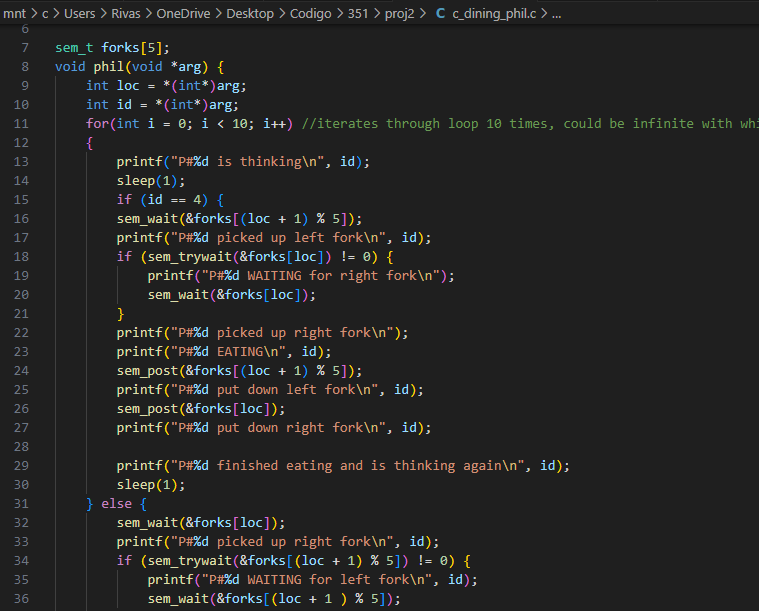 mnt > c > Users > Rivas > OneDrive > Desktop > Codigo > 351 > proj2 > C c_dining_phil.c > ...
6
7 sem_t forks[5];
8 void phil(void *arg) {
9 int loc = *(int*)arg;
10 int id = *(int*)arg;
11 for(int i = 0; i < 10; i++) //iterates through loop 10 times, could be infinite with whi
12 {
13 printf("P#%d is thinking\n", id);
14 sleep(1);
15 if (id == 4) {
16 sem_wait(&forks[(loc + 1) % 5]);
17 printf("P#%d picked up left fork\n", id);
18 if (sem_trywait(&forks[loc]) != 0) {
19 printf("P#%d WAITING for right fork\n");
20 sem_wait(&forks[loc]);
21 }
22 printf("P#%d picked up right fork\n");
23 printf("P#%d EATING\n", id);
24 sem_post(&forks[(loc + 1) % 5]);
25 printf("P#%d put down left fork\n", id);
26 sem_post(&forks[loc]);
27 printf("P#%d put down right fork\n", id);
28
29 printf("P#%d finished eating and is thinking again\n", id);
30 sleep(1);
31 } else {
32 sem_wait(&forks[loc]);
33 printf("P#%d picked up right fork\n", id);
34 if (sem_trywait(&forks[(loc + 1) % 5]) != 0) {
35 printf("P#%d WAITING for left fork\n", id);
36 sem_wait(&forks[(loc + 1 ) % 5]);